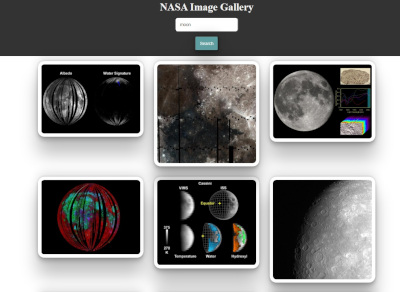 NASA Image Gallery
moon
Search
Albedo
Water Signature
Cassini
VIMS
ISS
Equator
Temperature
Water
Hydroxyl